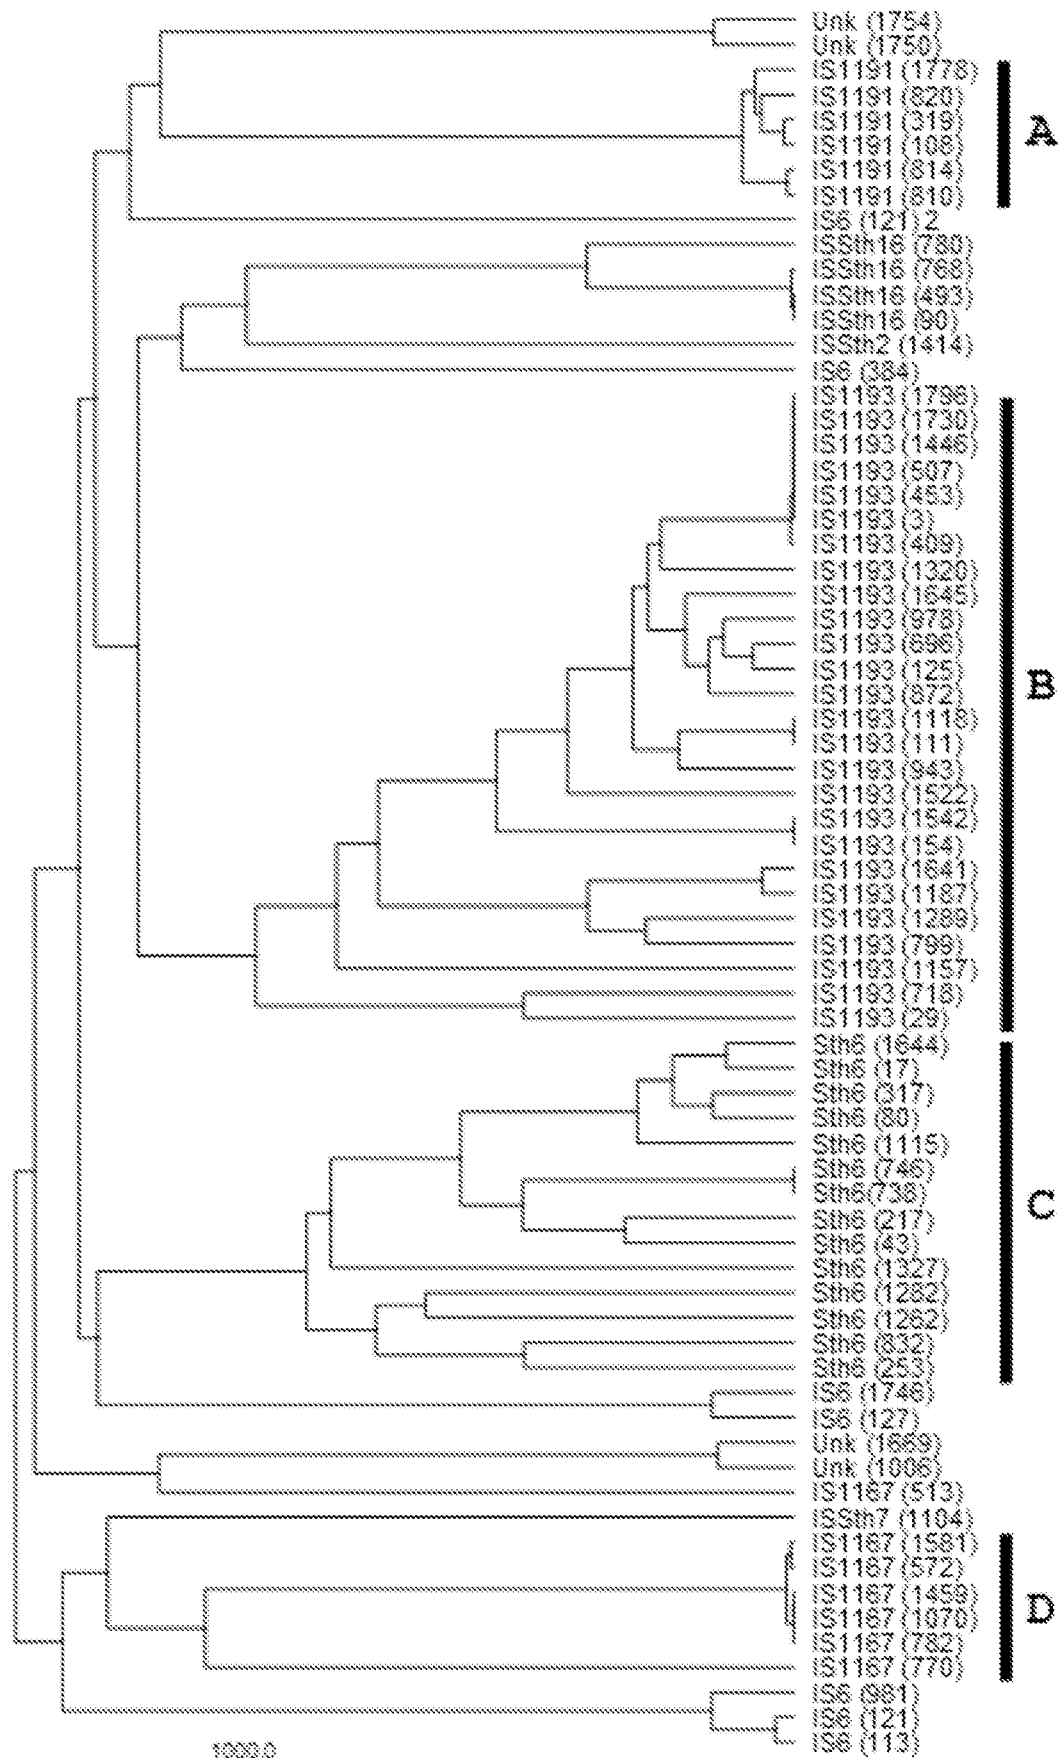 Unk (1754)
Unk (1750)
IS1191 (1778)
IS1191 (820)
IS1191 (319)
IS1191 (108)
IS1191 (814)
IS1191 (810)
A
IS6 (121) 2
ISSth16 (780)
ISSth16 (768)
ISSth16 (493)
ISSth16 (90)
ISSth2 (1414)
IS6 (384)
IS1193 (1796)
IS1193 (1730)
IS1193 (1446)
IS1193 (507)
IS1193 (453)
IS1193 (3)
IS1193 (409)
IS1193 (1320)
IS1193 (1645)
IS1193 (978)
IS1193 (696)
IS1193 (125)
IS1193 (872)
IS1193 (1118)
IS1193 (111)
IS1193 (943)
IS1193 (1522)
IS1193 (1542)
IS1193 (154)
IS1193 (1641)
IS1193 (1167)
IS1193 (1289)
IS1193 (799)
IS1193 (1157)
IS1193 (718)
IS1193 (29)
B
Sth6 (1644)
Sth6 (17)
Sth6 (317)
Sth6 (80)
Sth6 (1115)
Sth6 (746)
Sth6(738)
Sth6 (217)
Sth6 (43)
Sth6 (1327)
Sth6 (1282)
Sth6 (1262)
Sth6 (832)
Sth6 (253)
C
IS6 (1746)
IS6 (127)
Unk (1669)
Unk (1006)
IS1167 (513)
ISSth7 (1104)
IS1167 (1581)
IS1167 (572)
IS1167 (1459)
IS1167 (1070)
IS1167 (782)
IS1167 (770)
D
IS6 (981)
IS6 (121)
IS6 (113)
1000.0